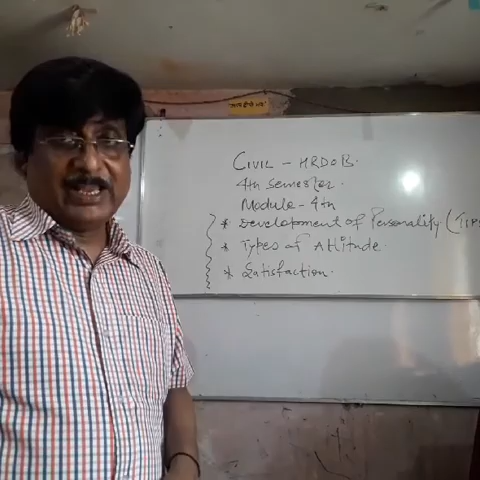 CIVIL - HRDOB.
4th semester.
Module - 4th
* Development of Personality (TIPS
* Types of Attitude.
* Satisfaction.